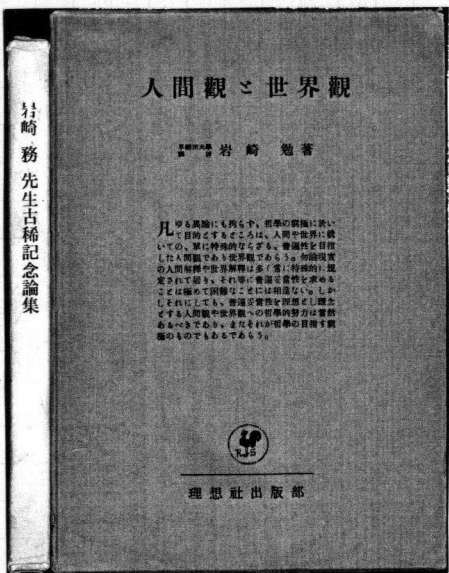 人間觀と世界觀
早稻田大學
岩崎勉著
凡ゆる異論にも拘らず、哲學の窮極に於い
て目的とするところは、人間や世界に就
いての、單に特殊的ならざる、普遍性を目指
した人間觀であり世界觀であらう。勿論現實
の人間解釋や世界解釋は多く常に特殊的に規
定されて居り、それ等に普遍妥當性を求める
ことは極めて困難なことには相違ない。しか
しそれにしても、普遍妥當性を理想とし理念
とする人間觀や世界觀への哲學的努力は當然
あるべきであり、またそれが哲學の目指す窮
極のものでもあるであらう。
RIS
理想社出版部
岩崎 務 先生古稀記念論集